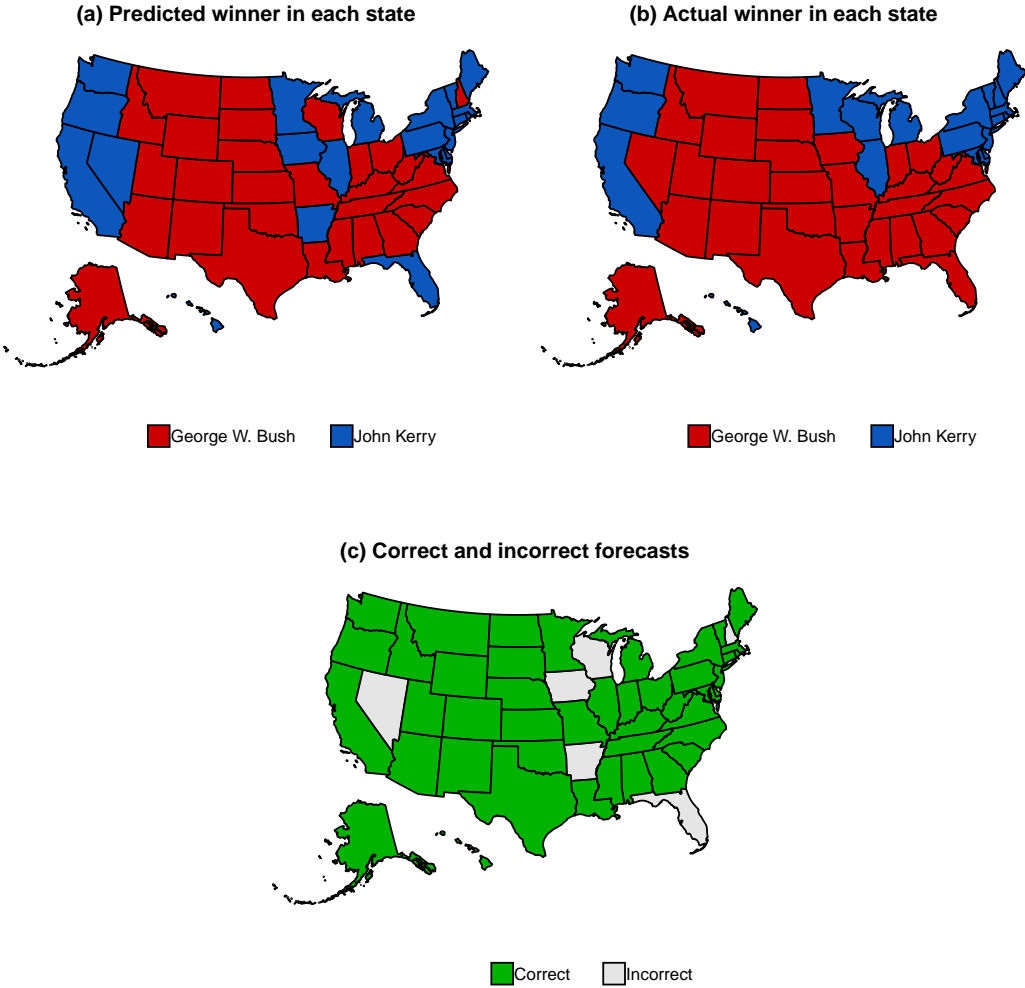 (a) Predicted winner in each state
(b) Actual winner in each state
George W. Bush
John Kerry
George W. Bush
John Kerry
(c) Correct and incorrect forecasts
Correct
Incorrect